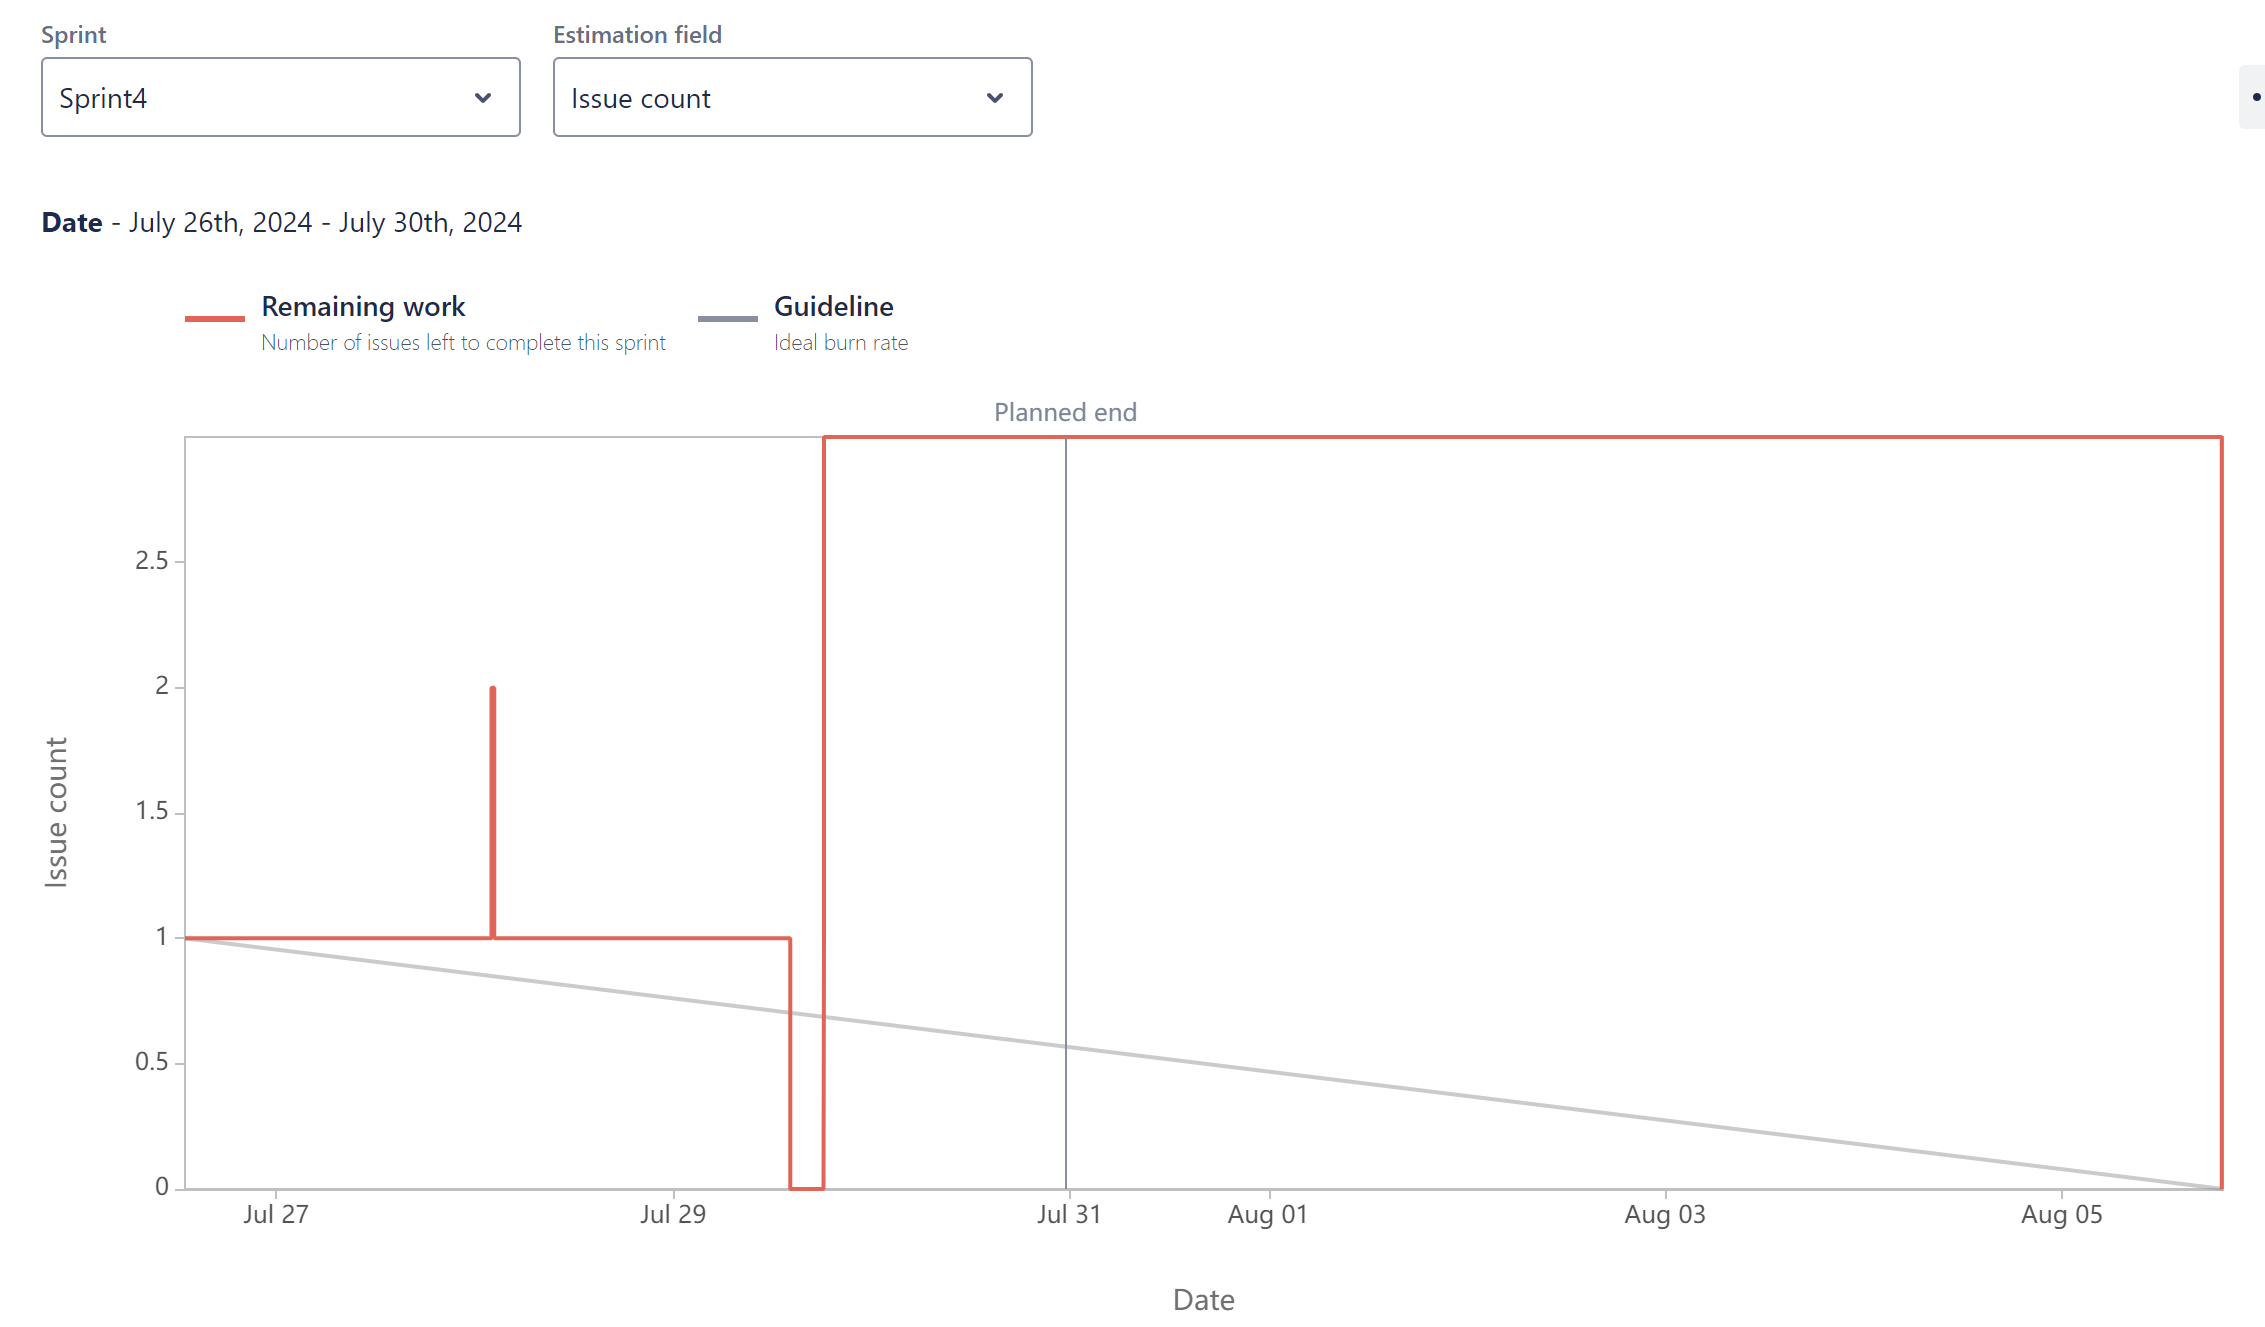 Sprint
Estimation field
Sprint4
Issue count
Date - July 26th, 2024 - July 30th, 2024
Remaining work
Number of issues left to complete this sprint
Guideline
Ideal burn rate
Planned end
2.5
2
1.5
1
0.5
0
Issue count
Jul 27
Jul 29
Jul 31
Aug 01
Aug 03
Aug 05
Date